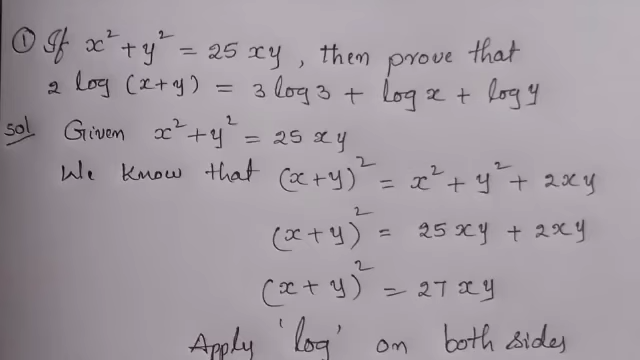 ① If x² + y² = 25 xy, then prove that
2 log (x+y) = 3 log 3 + log x + log y
Sol Given x² + y² = 25 xy
We know that (x+y)² = x² + y² + 2xy
(x+y)² = 25xy + 2xy
(x+y)² = 27 xy
Apply 'log' on both sides